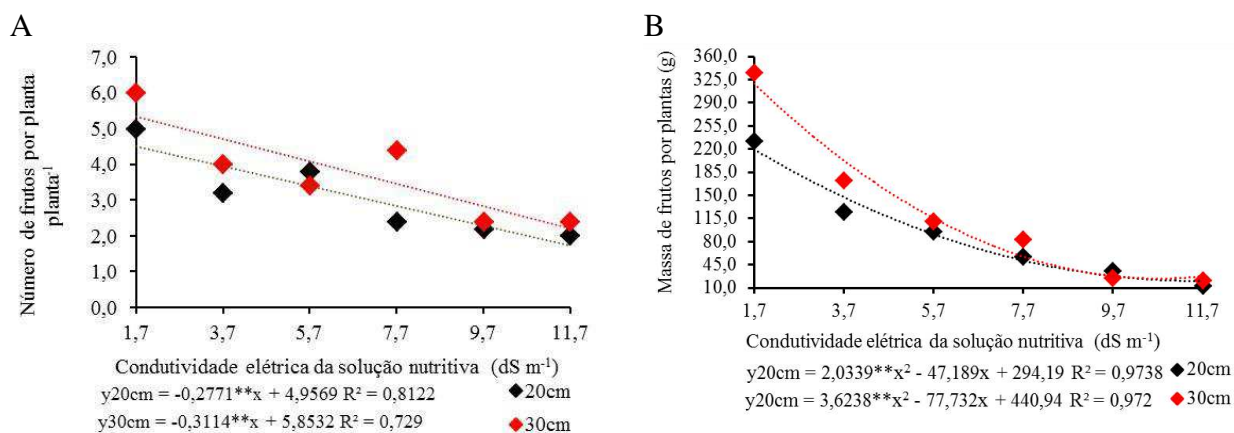 A
Número de frutos por planta
planta⁻¹
7,0
6,0
5,0
4,0
3,0
2,0
1,0
0,0
1,7 3,7 5,7 7,7 9,7 11,7
Condutividade elétrica da solução nutritiva (dS m⁻¹)
y20cm = -0,2771**x + 4,9569 R² = 0,8122 20cm
y30cm = -0,3114**x + 5,8532 R² = 0,729 30cm
B
Massa de frutos por plantas (g)
360,0
325,0
290,0
255,0
220,0
185,0
150,0
115,0
80,0
45,0
10,0
1,7 3,7 5,7 7,7 9,7 11,7
Condutividade elétrica da solução nutritiva (dS m⁻¹)
y20cm = 2,0339**x² - 47,189x + 294,19 R² = 0,9738 20cm
y20cm = 3,6238**x² - 77,732x + 440,94 R² = 0,972 30cm